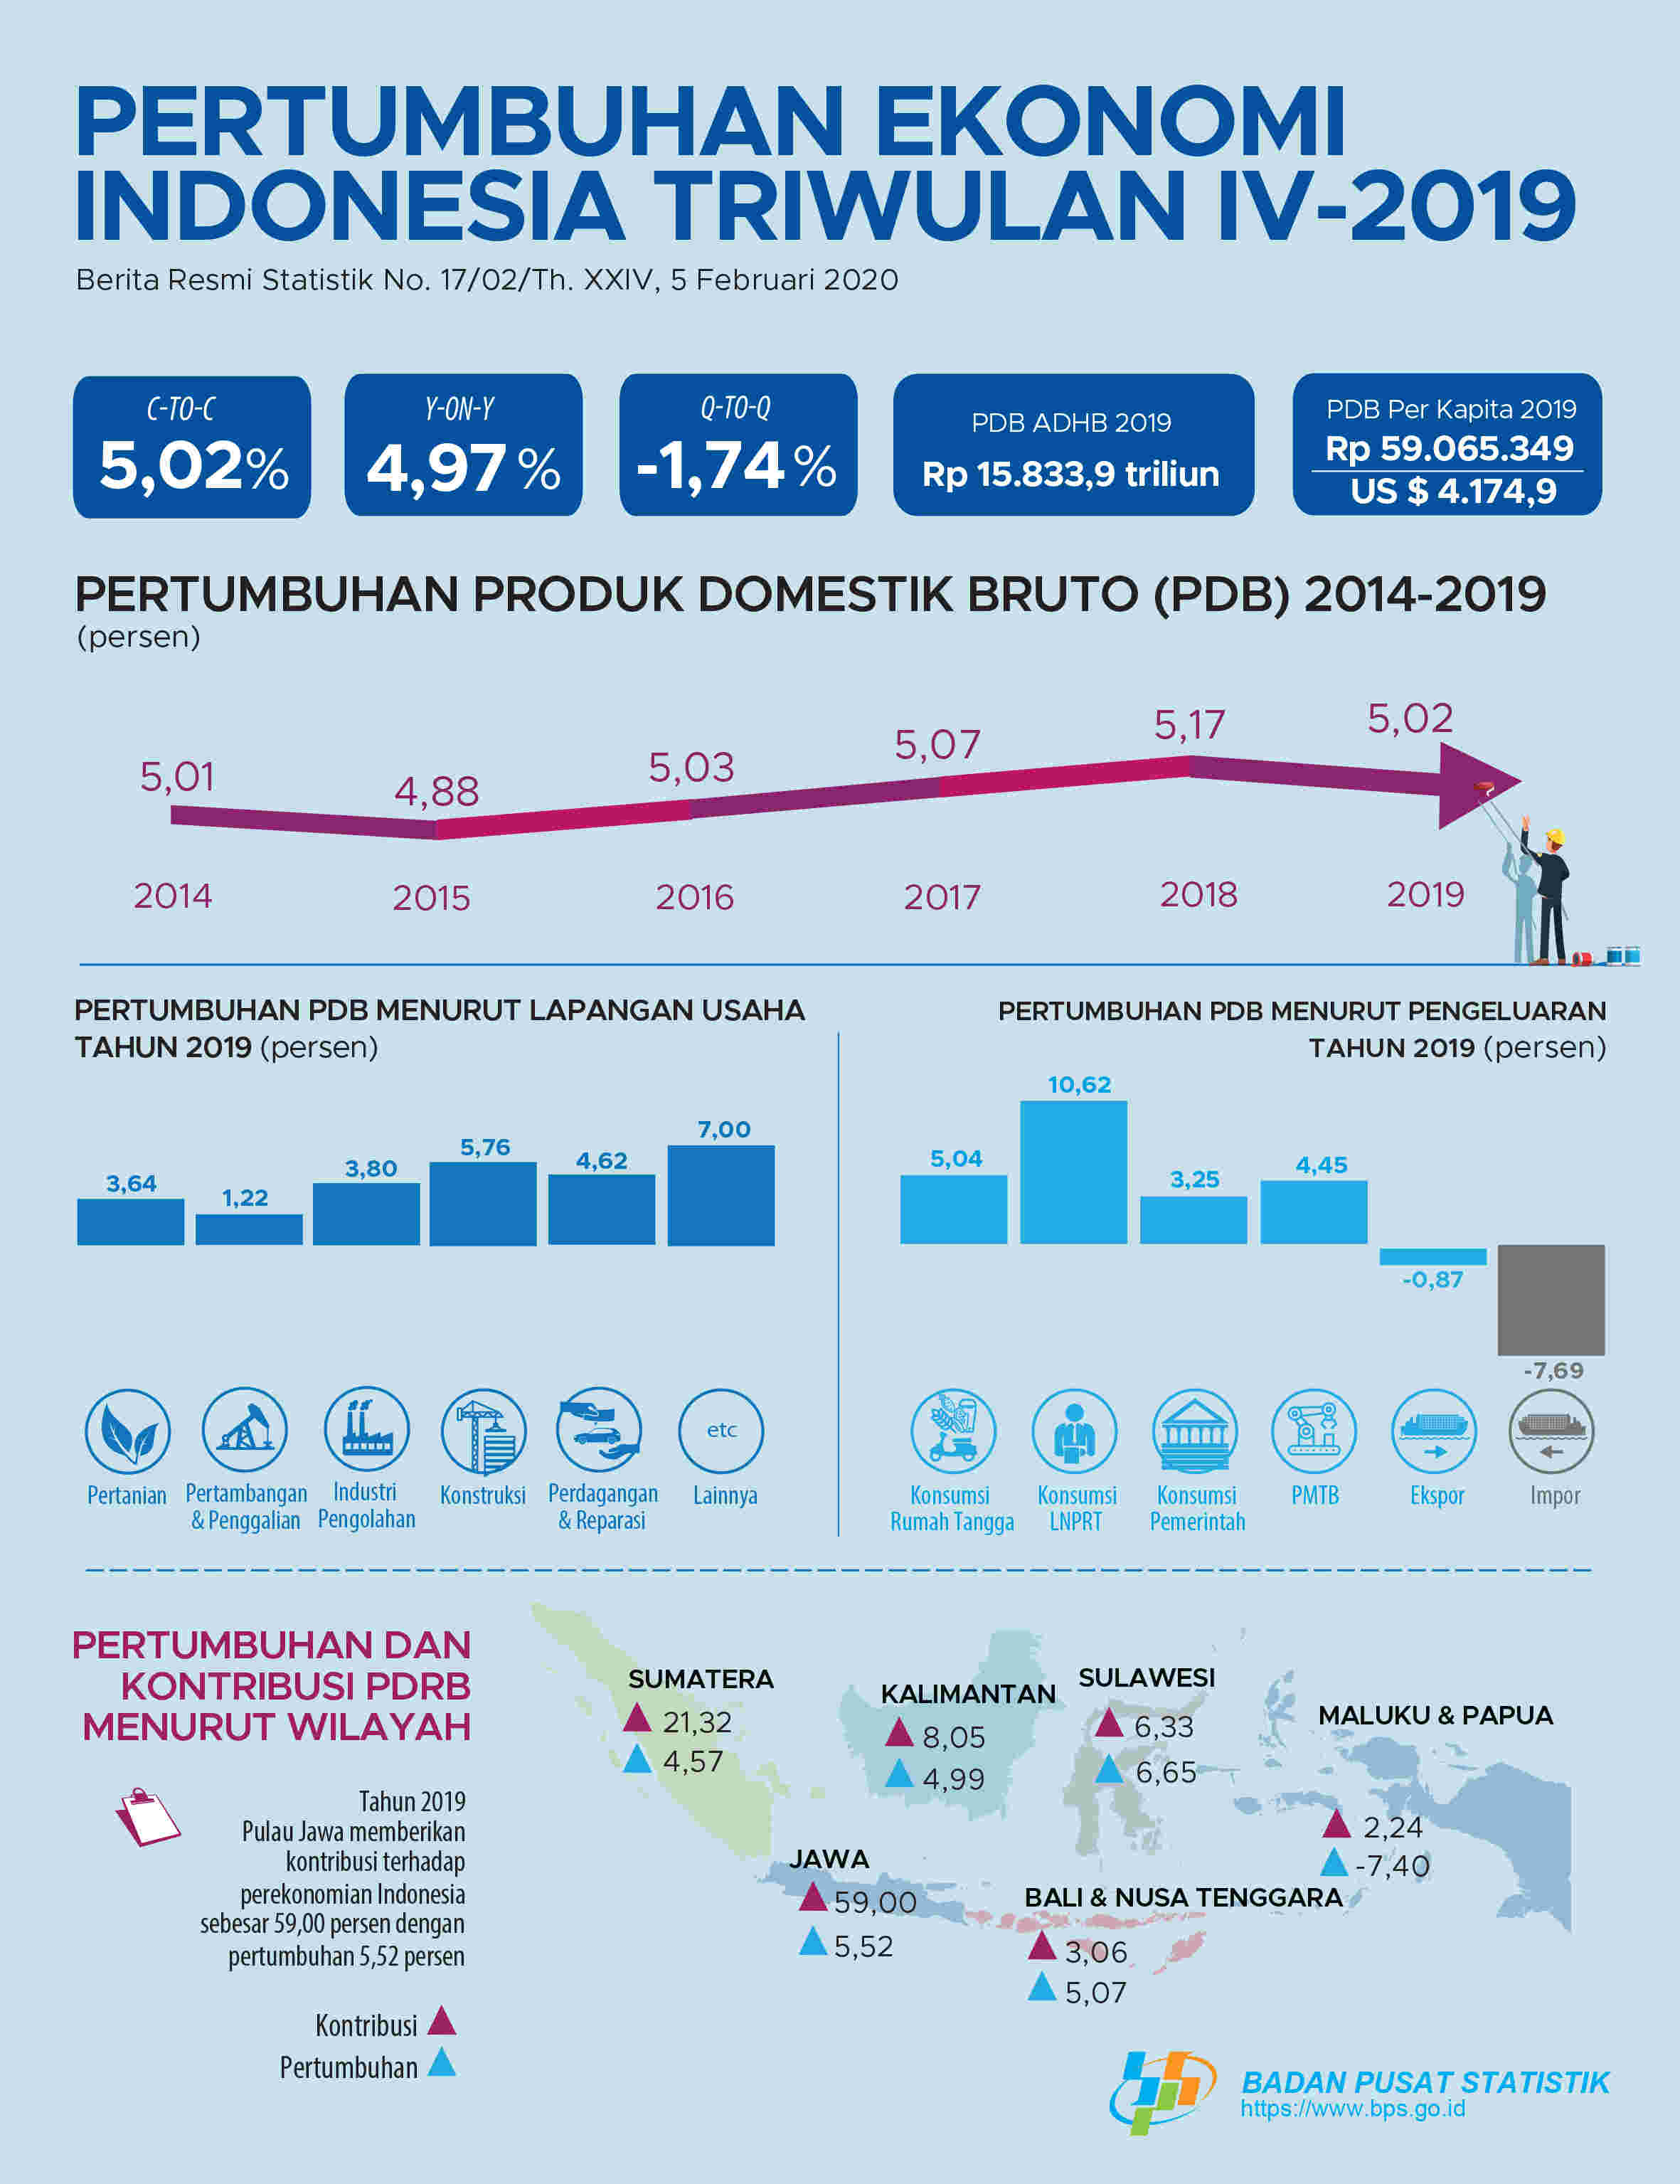 PERTUMBUHAN EKONOMI
INDONESIA TRIWULAN IV-2019
Berita Resmi Statistik No. 17/02/Th. XXIV, 5 Februari 2020
C-TO-C
5,02%
Y-ON-Y
4,97 %
Q-TO-Q
-1,74 %
PDB ADHB 2019
Rp 15.833,9 triliun
PDB Per Kapita 2019
Rp 59.065.349
US $ 4.174,9
PERTUMBUHAN PRODUK DOMESTIK BRUTO (PDB) 2014-2019
(persen)
5,01
4,88
5,03
5,07
5,17
5,02
2014
2015
2016
2017
2018
2019
PERTUMBUHAN PDB MENURUT LAPANGAN USAHA
TAHUN 2019 (persen)
3,64
1,22
3,80
5,76
4,62
7,00
etc
Pertanian
Pertambangan
& Penggalian
Industri
Pengolahan
Konstruksi
Perdagangan
& Reparasi
Lainnya
PERTUMBUHAN PDB MENURUT PENGELUARAN
TAHUN 2019 (persen)
5,04
10,62
3,25
4,45
-0,87
-7,69
Konsumsi
Rumah Tangga
Konsumsi
LNPRT
Konsumsi
Pemerintah
PMTB
Ekspor
Impor
PERTUMBUHAN DAN
KONTRIBUSI PDRB
MENURUT WILAYAH
Tahun 2019
Pulau Jawa memberikan
kontribusi terhadap
perekonomian Indonesia
sebesar 59,00 persen dengan
pertumbuhan 5,52 persen
Kontribusi
Pertumbuhan
SUMATERA
21,32
4,57
KALIMANTAN
8,05
4,99
SULAWESI
6,33
6,65
MALUKU & PAPUA
2,24
-7,40
JAWA
59,00
5,52
BALI & NUSA TENGGARA
3,06
5,07
BADAN PUSAT STATISTIK
https://www.bps.go.id